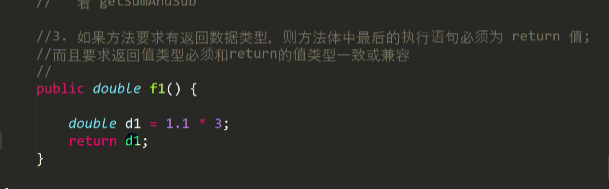 // 看 getSumAndSub
//3. 如果方法要求有返回数据类型，则方法体中最后的执行语句必须为 return 值;
//而且要求返回值类型必须和return的值类型一致或兼容
//
public double f1() {
double d1 = 1.1 * 3;
return d1;
}